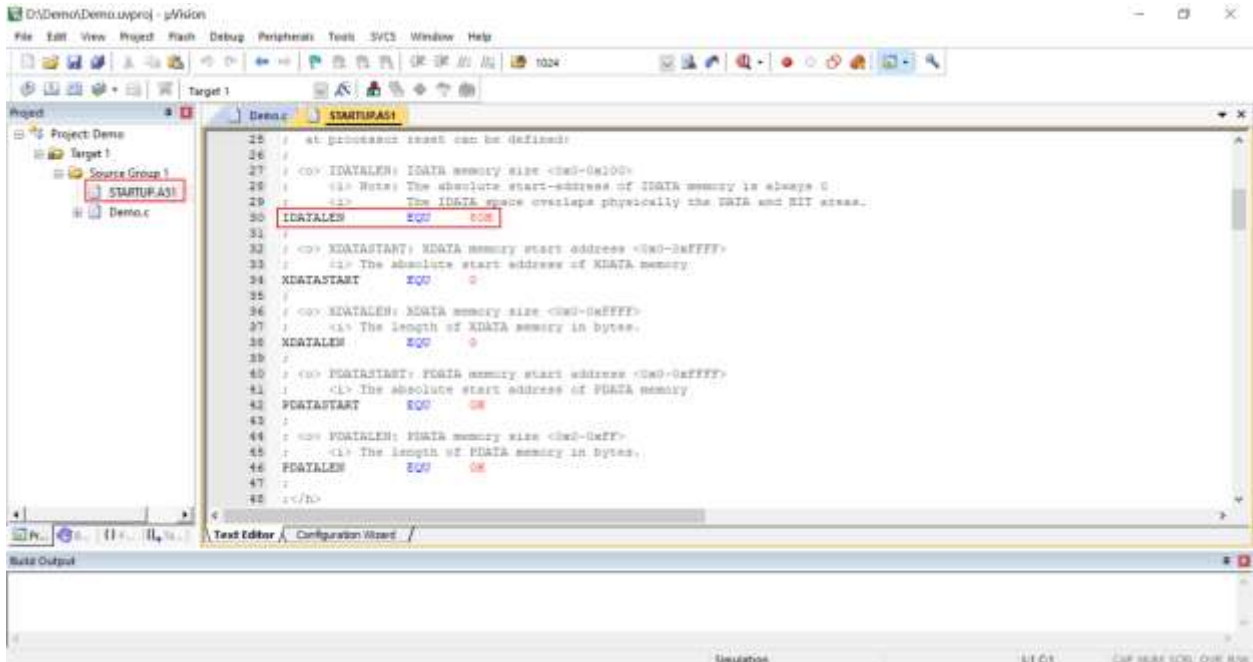 D:\Demo\Demo.uvproj - µVision
File Edit View Project Flash Debug Peripherals Tools SVCS Window Help
1024
Target 1
Project
Demo.c STARTUP.A51
Project: Demo
Target 1
Source Group 1
STARTUP.A51
Demo.c
25 ; at processor reset can be defined:
26 ;
27 ; <o> IDATALEN: IDATA memory size <0x0-0x100>
28 ; <i> Note: The absolute start-address of IDATA memory is always 0
29 ; <i> The IDATA space overlaps physically the DATA and BIT areas.
30 IDATALEN EQU 80H
31 ;
32 ; <o> XDATASTART: XDATA memory start address <0x0-0xFFFF>
33 ; <i> The absolute start address of XDATA memory
34 XDATASTART EQU 0
35 ;
36 ; <o> XDATALEN: XDATA memory size <0x0-0xFFFF>
37 ; <i> The length of XDATA memory in bytes.
38 XDATALEN EQU 0
39 ;
40 ; <o> PDATASTART: PDATA memory start address <0x0-0xFFFF>
41 ; <i> The absolute start address of PDATA memory
42 PDATASTART EQU 0H
43 ;
44 ; <o> PDATALEN: PDATA memory size <0x0-0xFF>
45 ; <i> The length of PDATA memory in bytes.
46 PDATALEN EQU 0H
47 ;
48 ;</h>
Text Editor Configuration Wizard
Build Output
Simulation L:1 C:1 CAP NUM SCRL OVR R/W